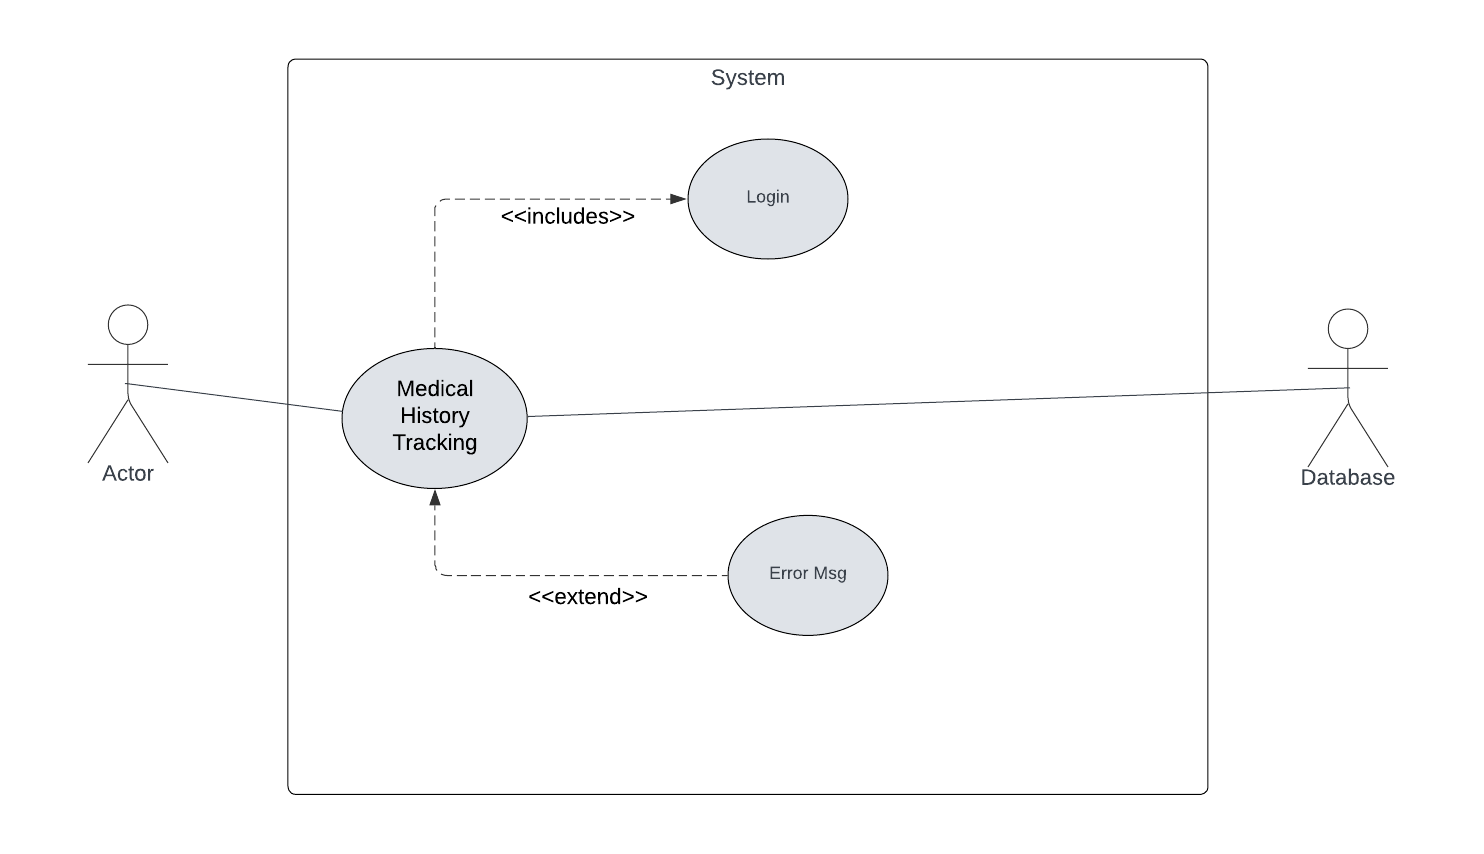 System
Login
<<includes>>
Medical
History
Tracking
Actor
Database
Error Msg
<<extend>>